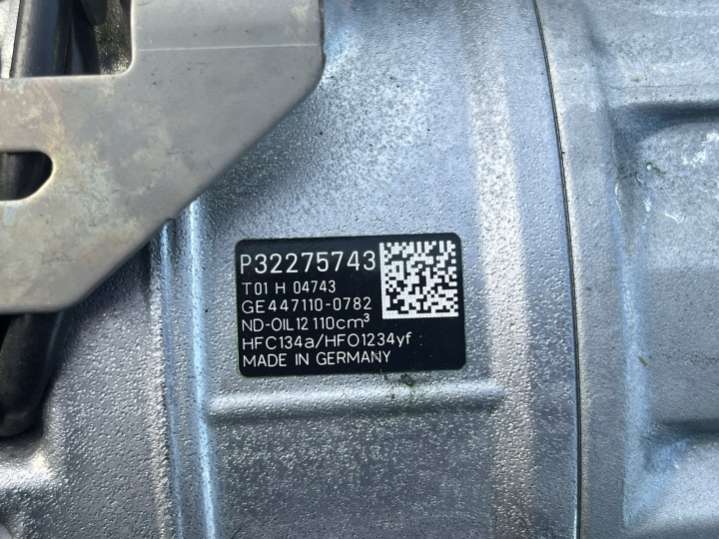 P32275743
T01 H 04743
GE447110-0782
ND-OIL12 110cm³
HFC134a/HFO1234yf :
MADE IN GERMANY